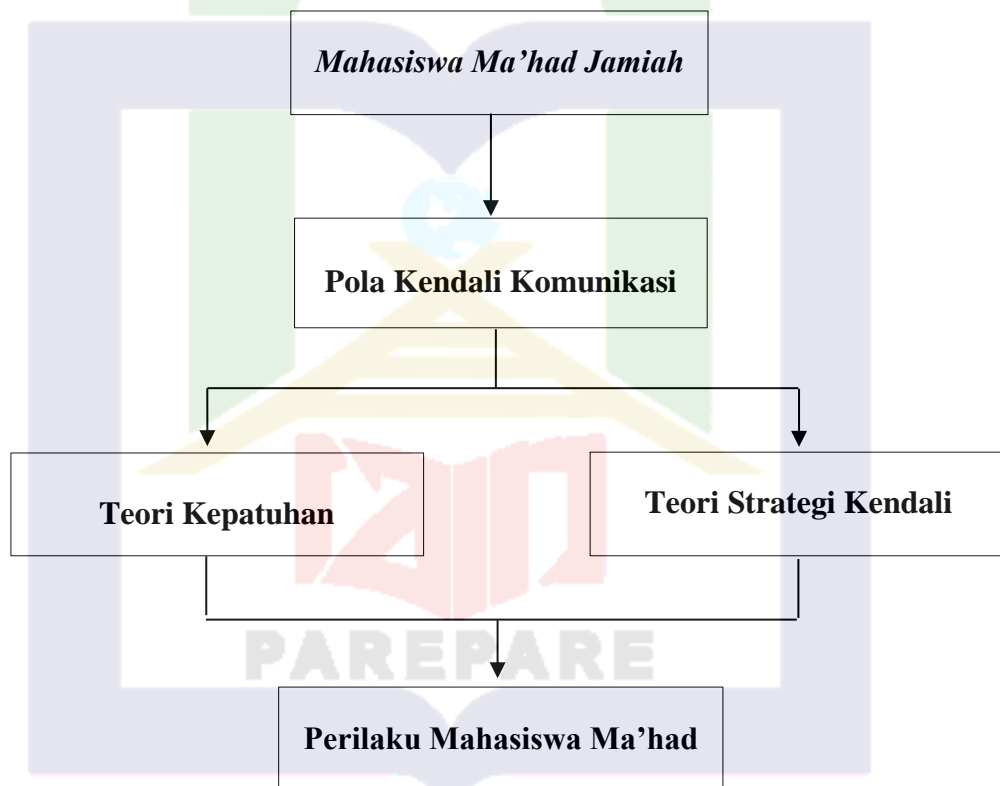 Mahasiswa Ma’had Jamiah
Pola Kendali Komunikasi
Teori Kepatuhan
Teori Strategi Kendali
PAREPARE
Perilaku Mahasiswa Ma’had